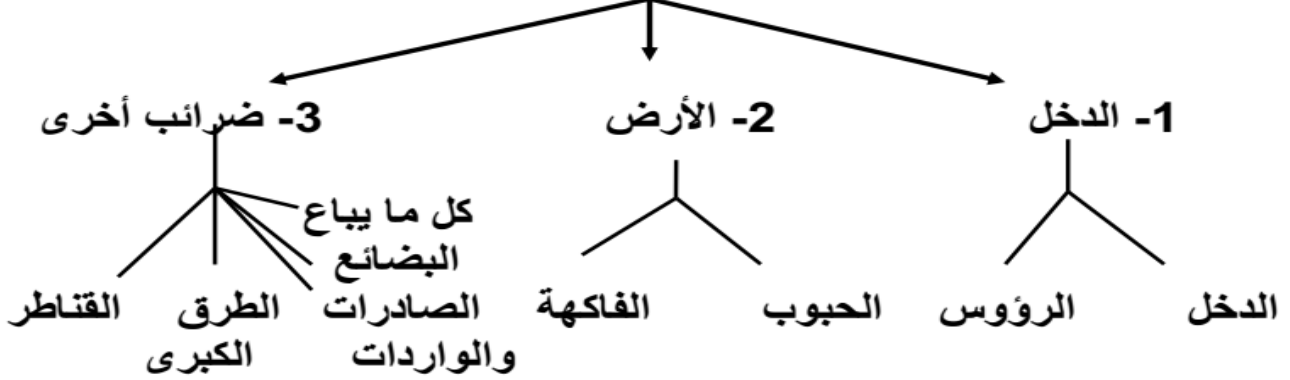 1- الدخل
2- الأرض
3- ضرائب أخرى
كل ما يباع
البضائع
الدخل
الرؤوس
الحبوب
الفاكهة
الصادرات
والواردات
الطرق
الكبرى
القناطر